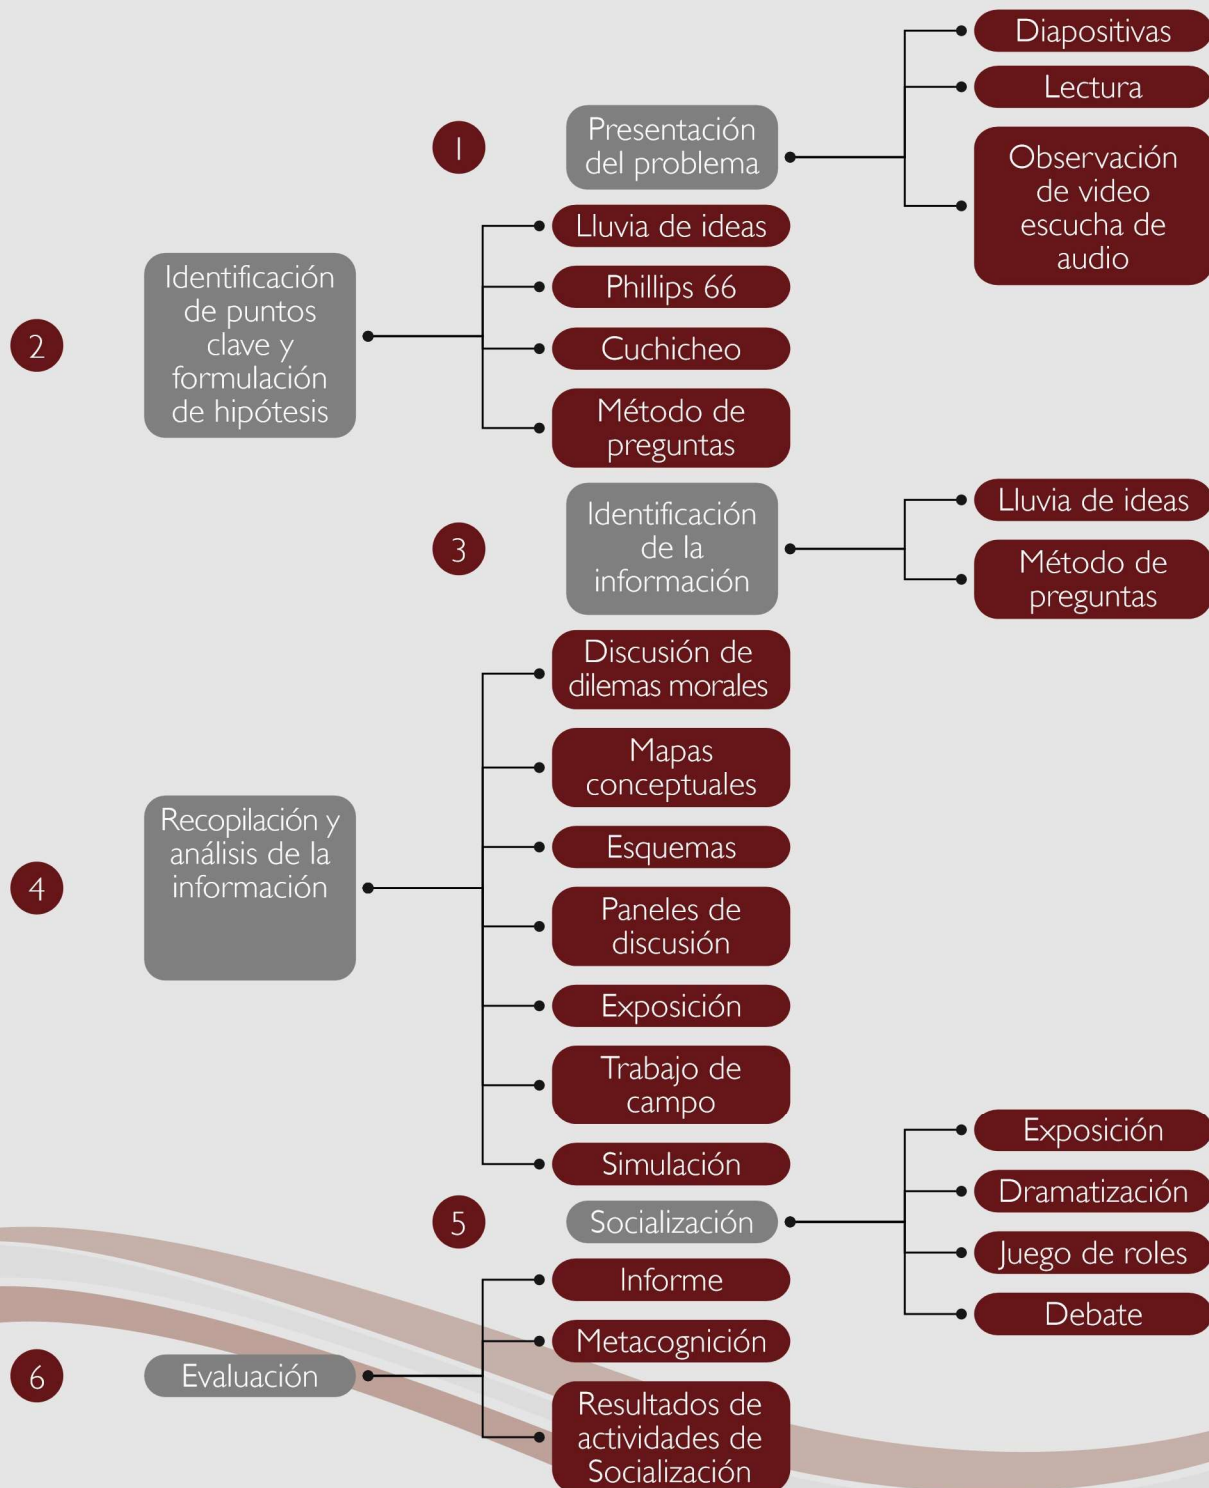 1
Presentación
del problema
Diapositivas
Lectura
Observación
de video
escucha de
audio
2
Identificación
de puntos
clave y
formulación
de hipótesis
Lluvia de ideas
Phillips 66
Cuchicheo
Método de
preguntas
3
Identificación
de la
información
Lluvia de ideas
Método de
preguntas
4
Recopilación y
análisis de la
información
Discusión de
dilemas morales
Mapas
conceptuales
Esquemas
Paneles de
discusión
Exposición
Trabajo de
campo
Simulación
5
Socialización
Exposición
Dramatización
Juego de roles
Debate
6
Evaluación
Informe
Metacognición
Resultados de
actividades de
Socialización